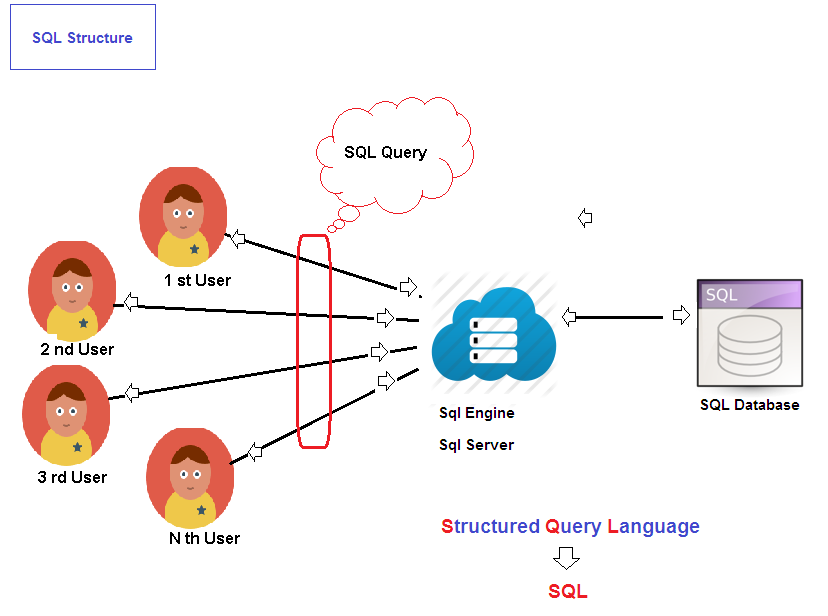 SQL Structure
SQL Query
1 st User
2 nd User
3 rd User
N th User
Sql Engine
Sql Server
SQL
SQL Database
Structured Query Language
SQL